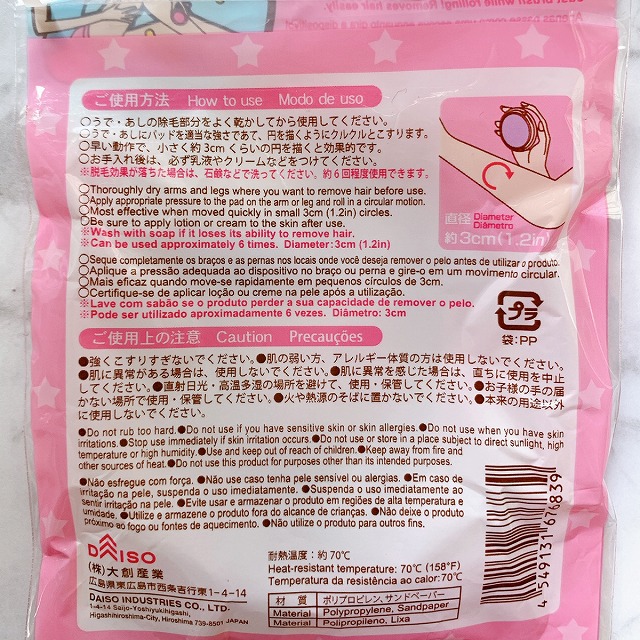 oust brush while rolling! Removes hair easily.
ご使用方法 How to use Modo de uso
○うで・あしの除毛部分をよく乾かしてから使用してください。
○うで・あしにパッドを適当な強さであて、円を描くようにクルクルとこすります。
○早い動作で、小さく約3cmくらいの円を描くと効果的です。
○お手入れ後は、必ず乳液やクリームなどをつけてください。
※脱毛効果が落ちた場合は、石鹸などで洗ってください。約6回程度使用できます。
○Thoroughly dry arms and legs where you want to remove hair before use.
○Apply appropriate pressure to the pad on the arm or leg and roll in a circular motion.
○Most effective when moved quickly in small 3cm (1.2in) circles.
○Be sure to apply lotion or cream to the skin after use.
※Wash with soap if it loses its ability to remove hair.
※Can be used approximately 6 times. Diameter:3cm (1.2in)
直径 Diameter
Diâmetro
約3cm(1.2in)
○Seque completamente os braços e as pernas nos locais onde você deseja remover o pelo antes de utilizar o produto.
○Aplique a pressão adequada ao dispositivo no braço ou perna e gire-o em um movimento circular.
○Mais eficaz quando move-se rapidamente em pequenos círculos de 3cm.
○Certifique-se de aplicar loção ou creme na pele após a utilização.
※Lave com sabão se o produto perder a sua capacidade de remover o pelo.
※Pode ser utilizado aproximadamente 6 vezes. Diâmetro: 3cm
プラ
袋:PP
ご使用上の注意 Caution Precauções
●強くこすりすぎないでください。●肌の弱い方、アレルギー体質の方は使用しないでください。
●肌に異常がある場合は、使用しないでください。●肌に異常を感じた場合は、直ちに使用を中止
してください。●直射日光・高温多湿の場所を避けて、使用・保管してください。●お子様の手の届
かない場所で使用・保管してください。●火や熱源のそばに置かないでください。●本来の用途以外
に使用しないでください。
●Do not rub too hard.●Do not use if you have sensitive skin or skin allergies.●Do not use when you have skin
irritations.●Stop use immediately if skin irritation occurs.●Do not use or store in a place subject to direct sunlight, high
temperature or high humidity.●Use and keep out of reach of children.●Keep away from fire and
other sources of heat.●Do not use this product for purposes other than its intended purposes.
●Não esfregue com força. ●Não use caso tenha pele sensível ou alergias. ●Em caso de
irritação na pele, suspenda o uso imediatamente. ●Suspenda o uso imediatamente ao
sentir irritação na pele. ●Evite usar e armazenar o produto em regiões de alta temperatura e
umidade. ●Utilize e armazene o produto fora do alcance de crianças. ●Não deixe o produto
próximo ao fogo ou fontes de aquecimento. ●Não utilize o produto para outros fins.
DAISO
(株)大創産業
広島県東広島市西条吉行東1-4-14
DAISO INDUSTRIES CO., LTD.
1-4-14 Saijo-Yoshiyukihigashi,
Higashihiroshima-City, Hiroshima 739-8501 JAPAN
耐熱温度:約70℃
Heat-resistant temperature: 70℃ (158°F)
Temperatura da resistência ao calor: 70℃
材 質 ポリプロピレン、サンドペーパー
Material Polypropylene, Sandpaper
Material Polipropileno, Lixa
4 549131 676839